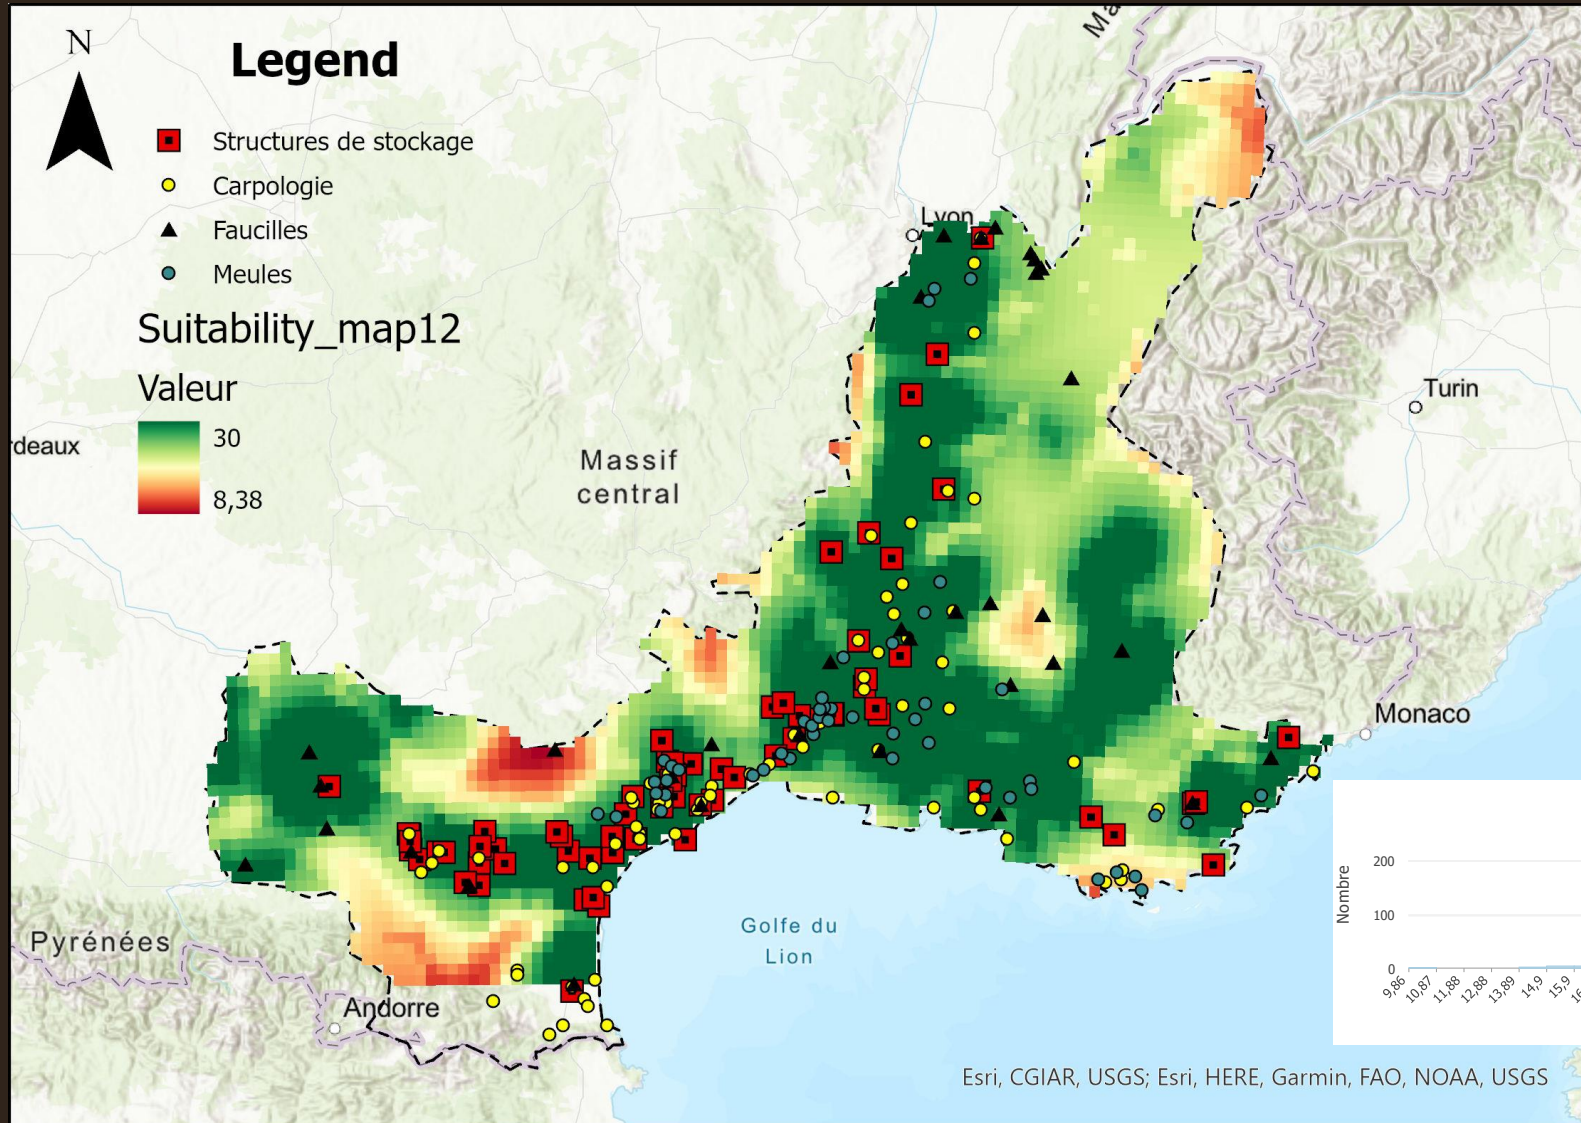 N
Legend
Structures de stockage
Carpologie
Faucilles
Meules
Suitability_map12
Valeur
30
8,38
Ma
Lyon
Turin
rdeaux
Massif
central
Monaco
Golfe du
Lion
Pyrénées
Andorre
Nombre
200
100
0
9,86
10,87
11,88
12,88
13,89
14,9
15,9
16
Esri, CGIAR, USGS; Esri, HERE, Garmin, FAO, NOAA, USGS